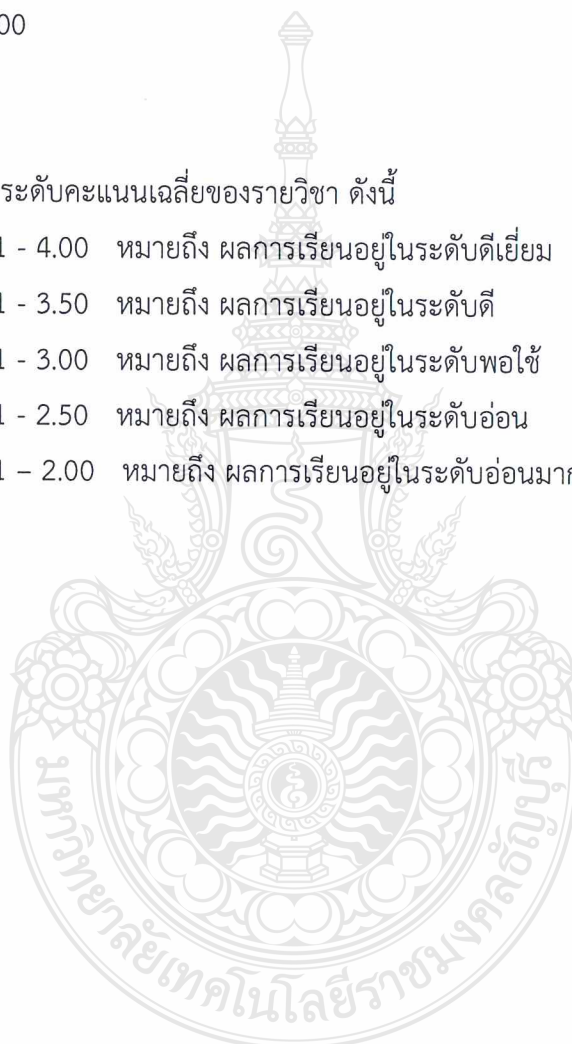 00
ระดับคะแนนเฉลี่ยของรายวิชา ดังนี้
1 - 4.00 หมายถึง ผลการเรียนอยู่ในระดับดีเยี่ยม
1 - 3.50 หมายถึง ผลการเรียนอยู่ในระดับดี
1 - 3.00 หมายถึง ผลการเรียนอยู่ในระดับพอใช้
1 - 2.50 หมายถึง ผลการเรียนอยู่ในระดับอ่อน
1 – 2.00 หมายถึง ผลการเรียนอยู่ในระดับอ่อนมาก
มหาวิทยาลัยเทคโนโลยีราชมงคลธัญบุรี